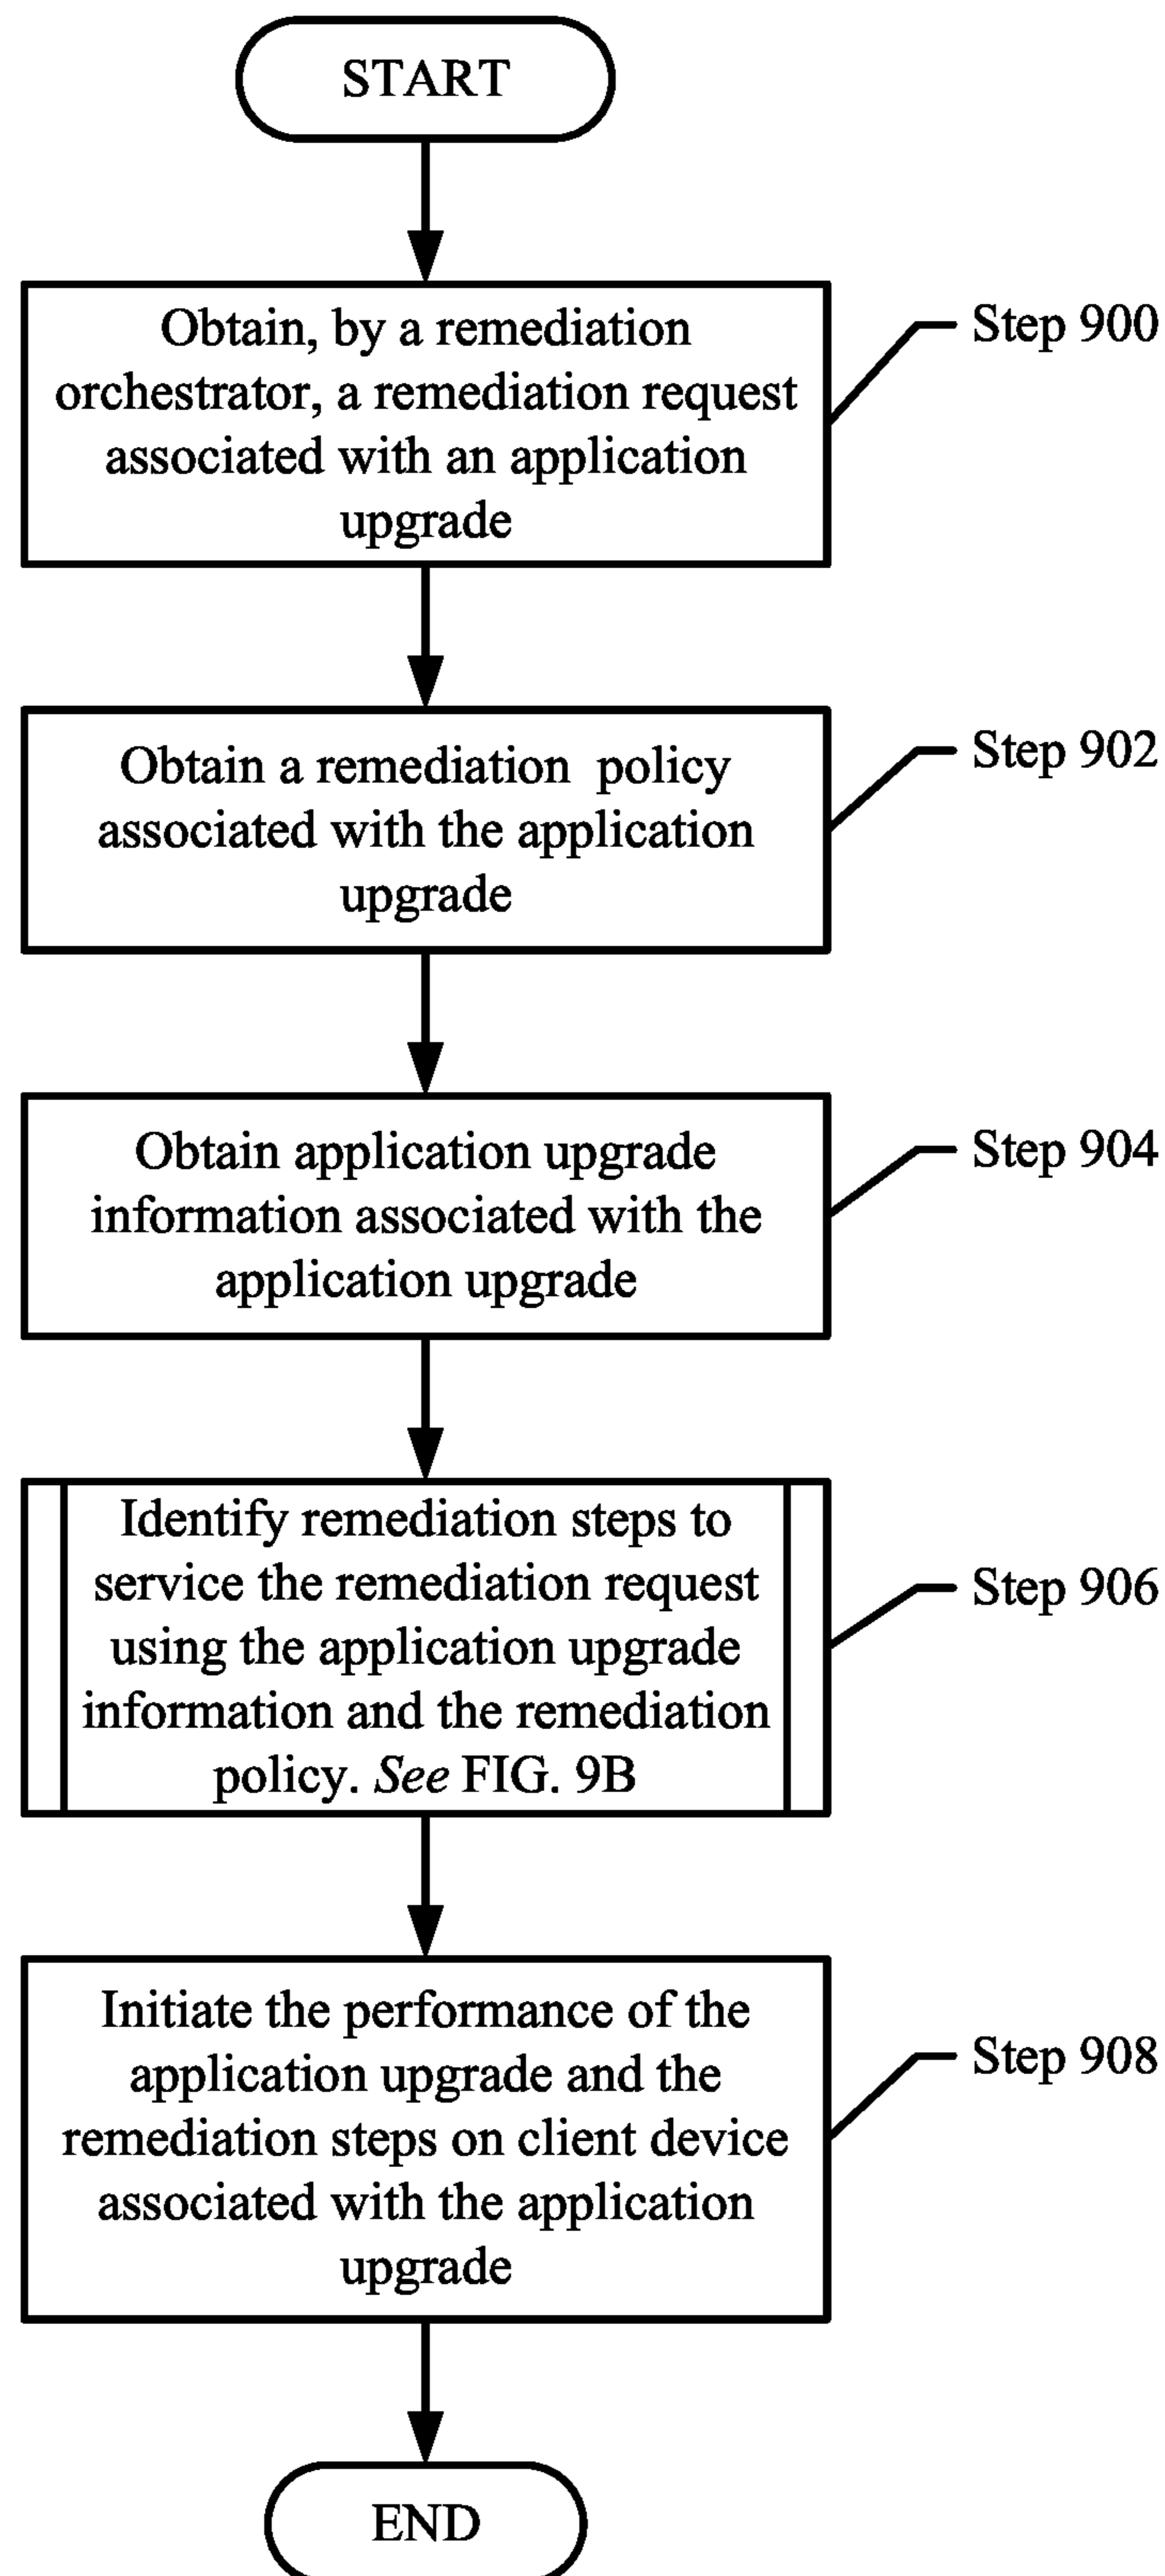 START
Obtain, by a remediation
orchestrator, a remediation request
associated with an application
upgrade
Step 900
Obtain a remediation policy
associated with the application
upgrade
Step 902
Obtain application upgrade
information associated with the
application upgrade
Step 904
Identify remediation steps to
service the remediation request
using the application upgrade
information and the remediation
policy. See FIG. 9B
Step 906
Initiate the performance of the
application upgrade and the
remediation steps on client device
associated with the application
upgrade
Step 908
END